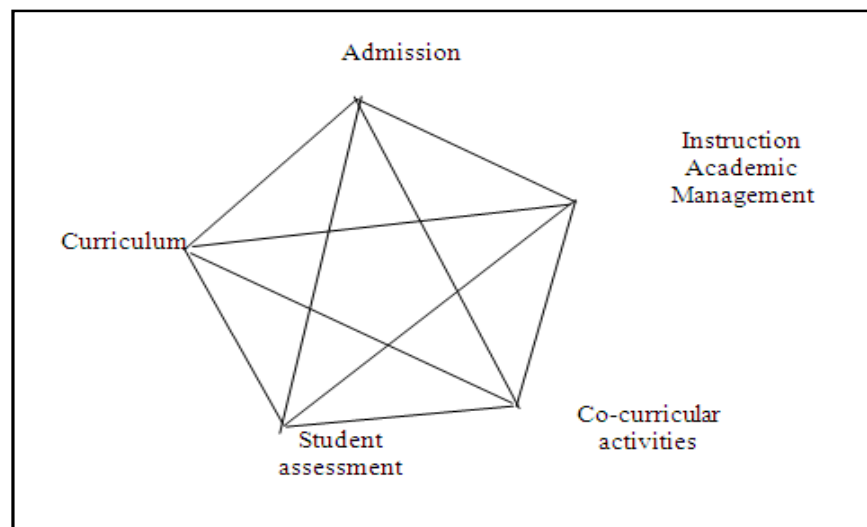 Admission
Instruction
Academic
Management
Curriculum
Co-curricular
activities
Student
assessment